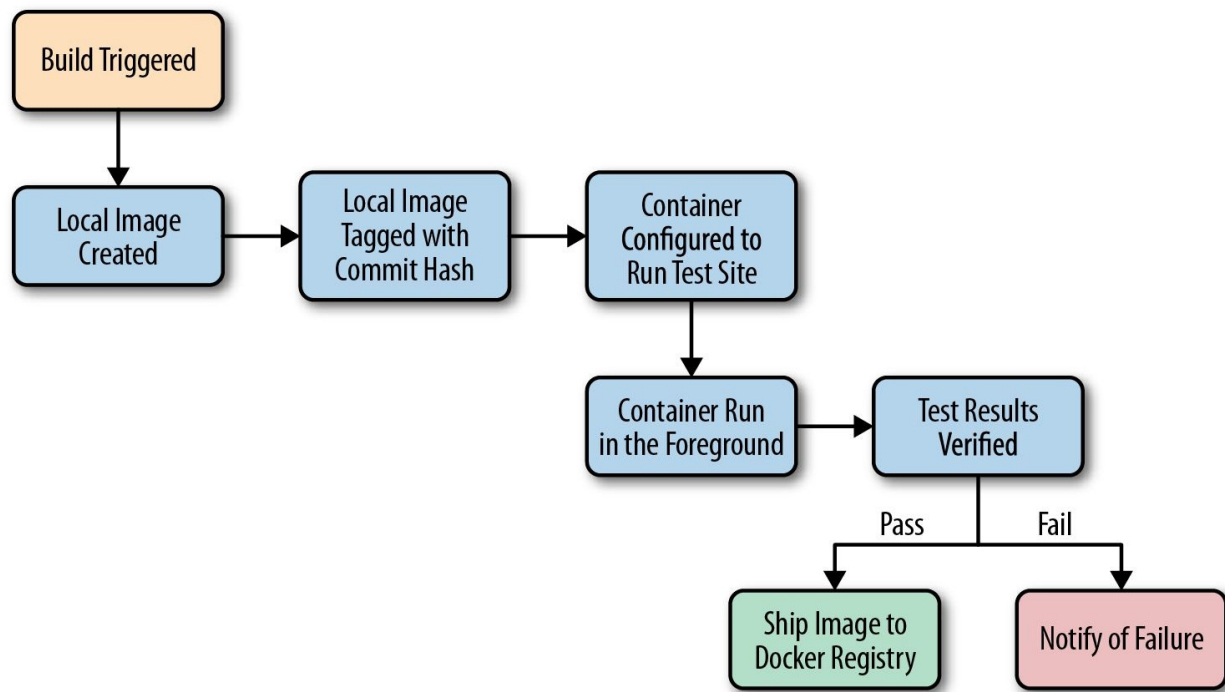 Build Triggered
Local Image
Created
Local Image
Tagged with
Commit Hash
Container
Configured to
Run Test Site
Container Run
in the Foreground
Test Results
Verified
Pass
Fail
Ship Image to
Docker Registry
Notify of Failure